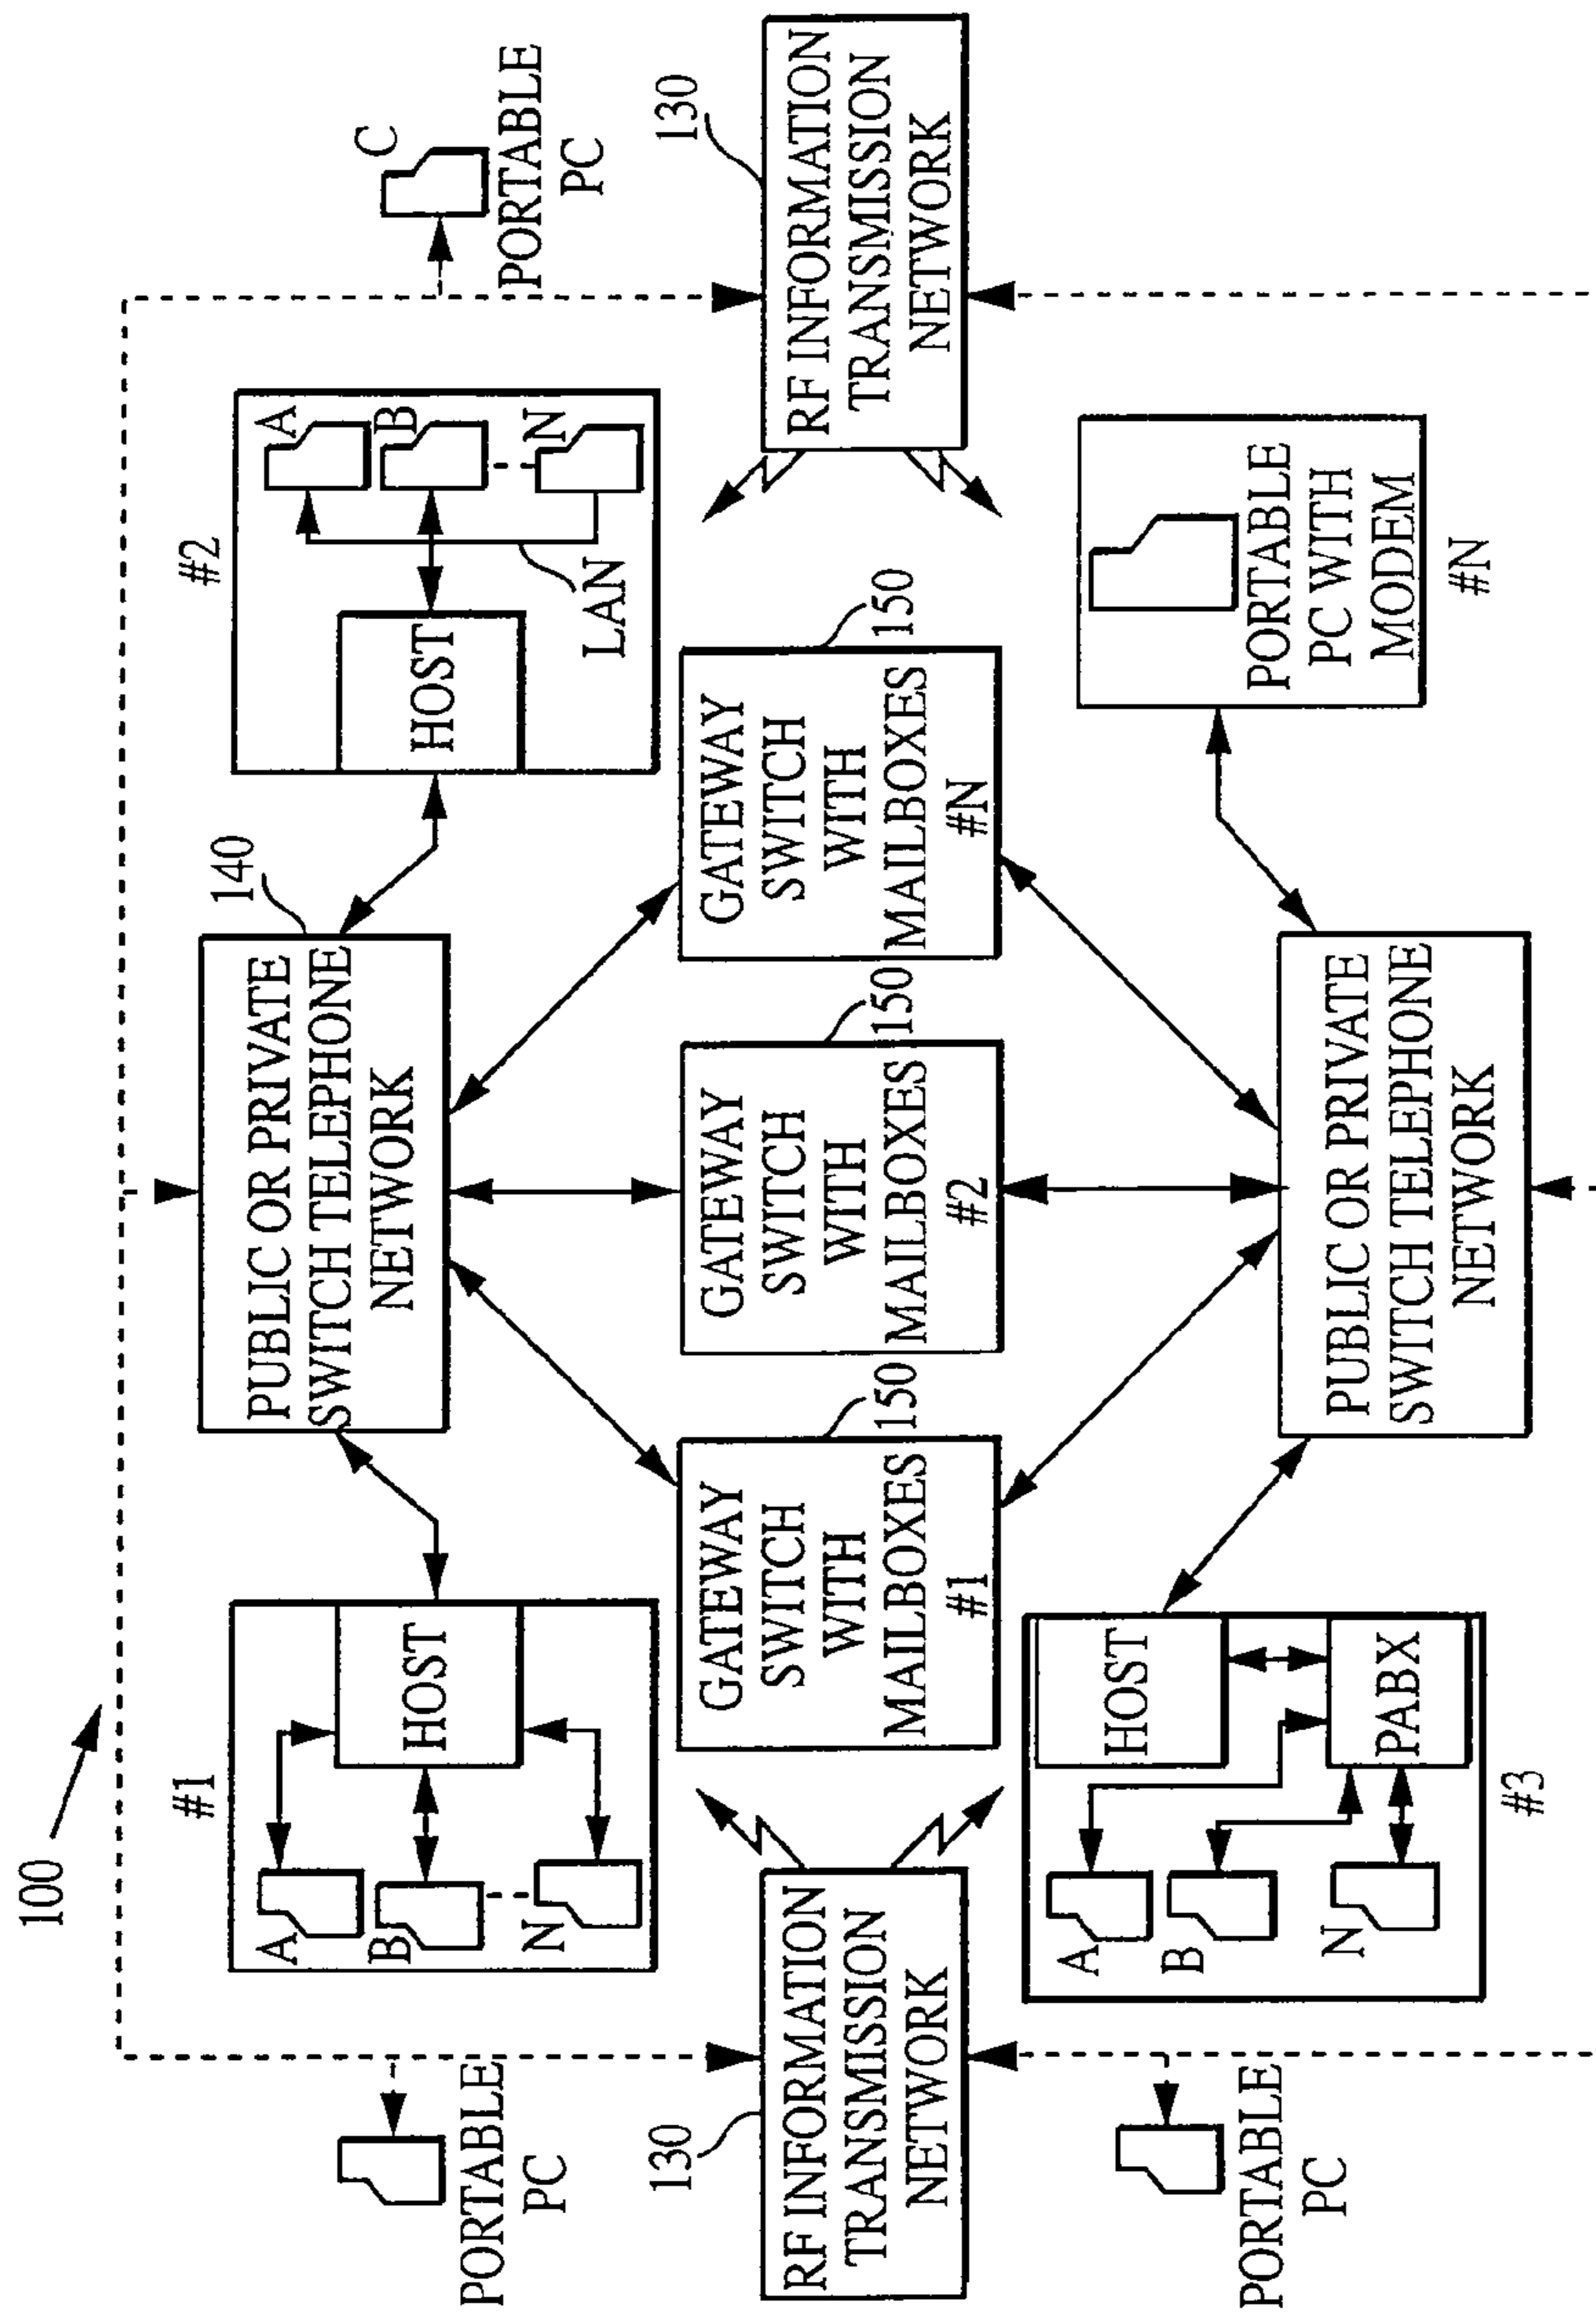 100
#1
A
B
N
HOST
140
PUBLIC OR PRIVATE
SWITCH TELEPHONE
NETWORK
#2
HOST
A
B
N
LAN
C
PORTABLE
PC
PORTABLE
PC
130
RF INFORMATION
TRANSMISSION
NETWORK
150
GATEWAY
SWITCH
WITH
MAILBOXES
#1
150
GATEWAY
SWITCH
WITH
MAILBOXES
#2
150
GATEWAY
SWITCH
WITH
MAILBOXES
#N
130
RF INFORMATION
TRANSMISSION
NETWORK
PORTABLE
PC
A
B
N
HOST
PABX
#3
PUBLIC OR PRIVATE
SWITCH TELEPHONE
NETWORK
PORTABLE
PC WITH
MODEM
#N